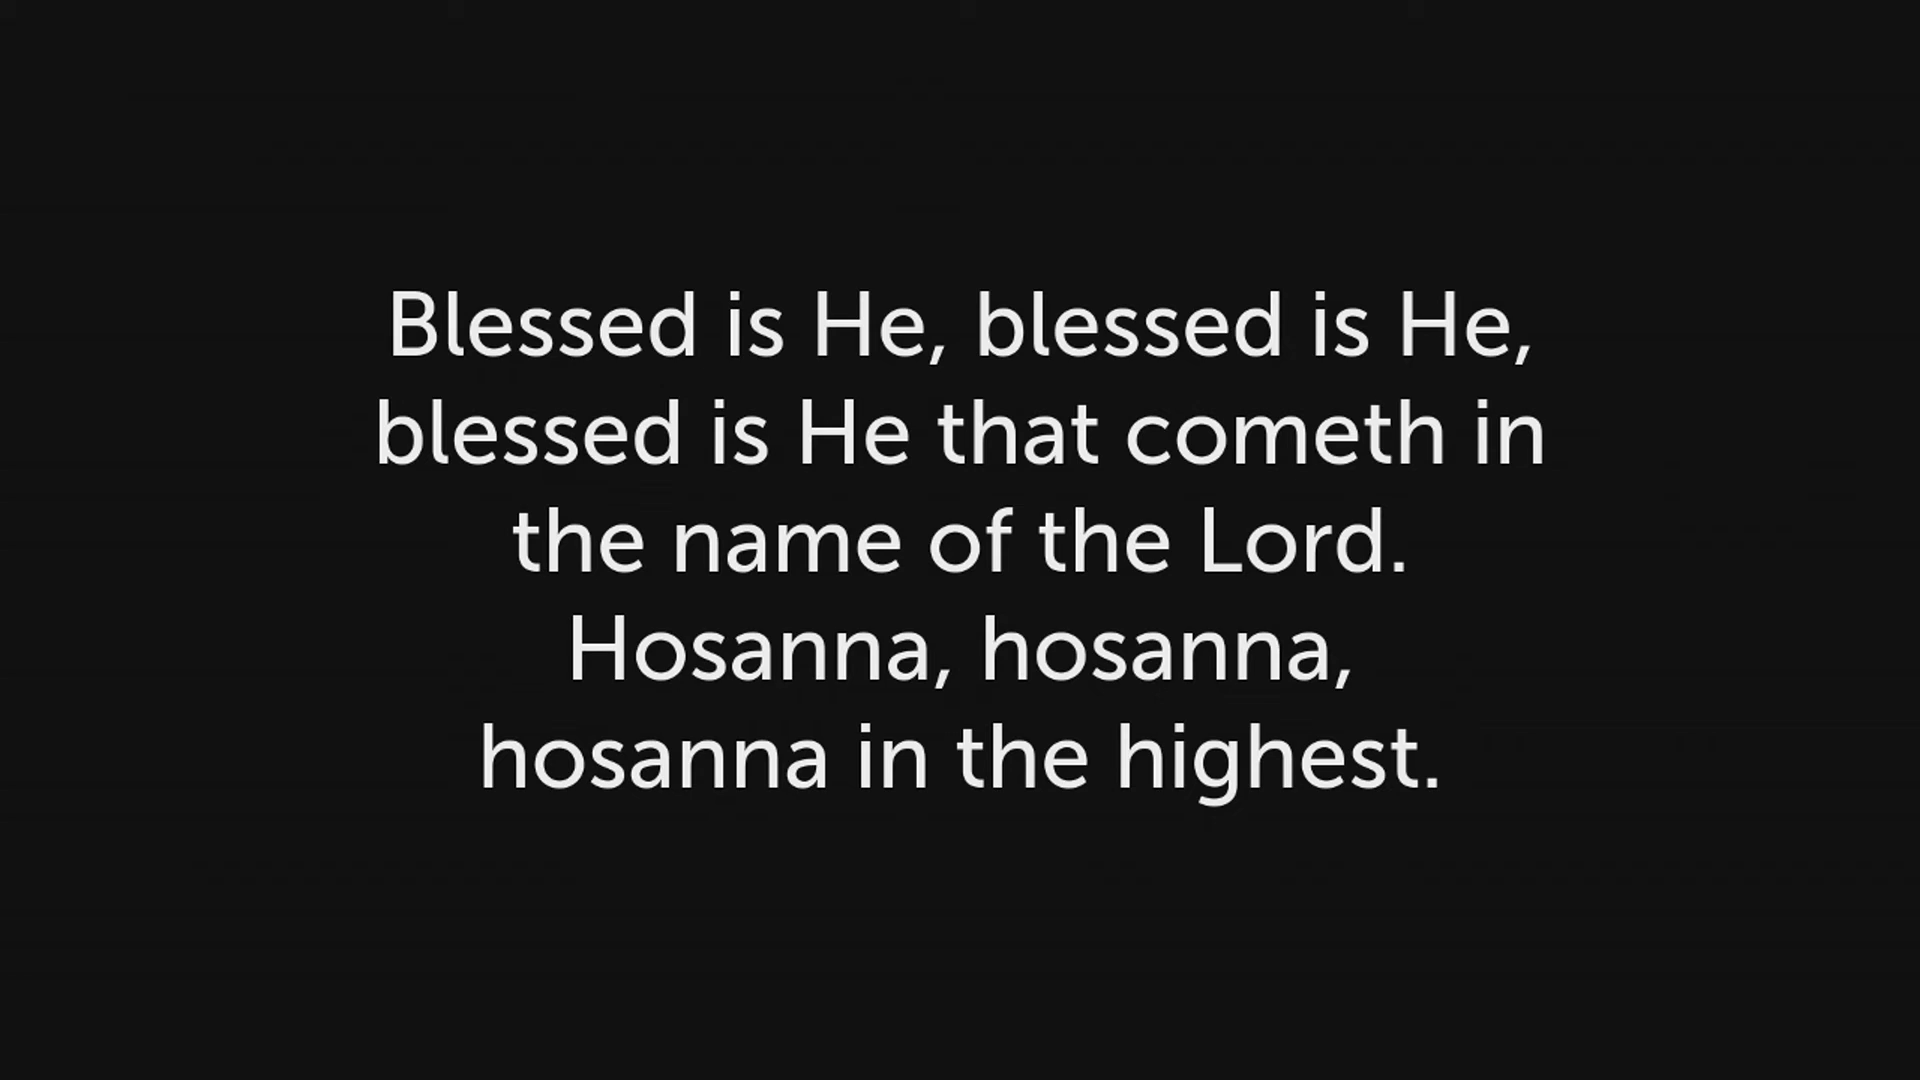 Blessed is He, blessed is He,
blessed is He that cometh in
the name of the Lord.
Hosanna, hosanna,
hosanna in the highest.